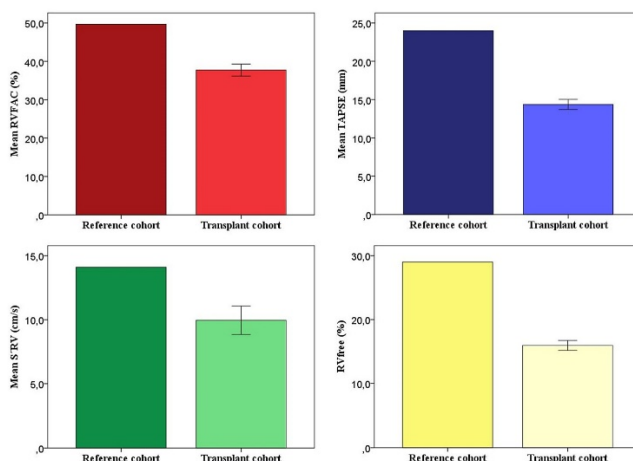 50,0
40,0
30,0
20,0
10,0
,0
Mean RVFAC (%)
Reference cohort
Transplant cohort
25,0
20,0
15,0
10,0
5,0
,0
Mean TAPSE (mm)
Reference cohort
Transplant cohort
15,0
10,0
5,0
,0
Mean S'RV (cm/s)
Reference cohort
Transplant cohort
30,0
20,0
10,0
,0
RVfree (%)
Reference cohort
Transplant cohort